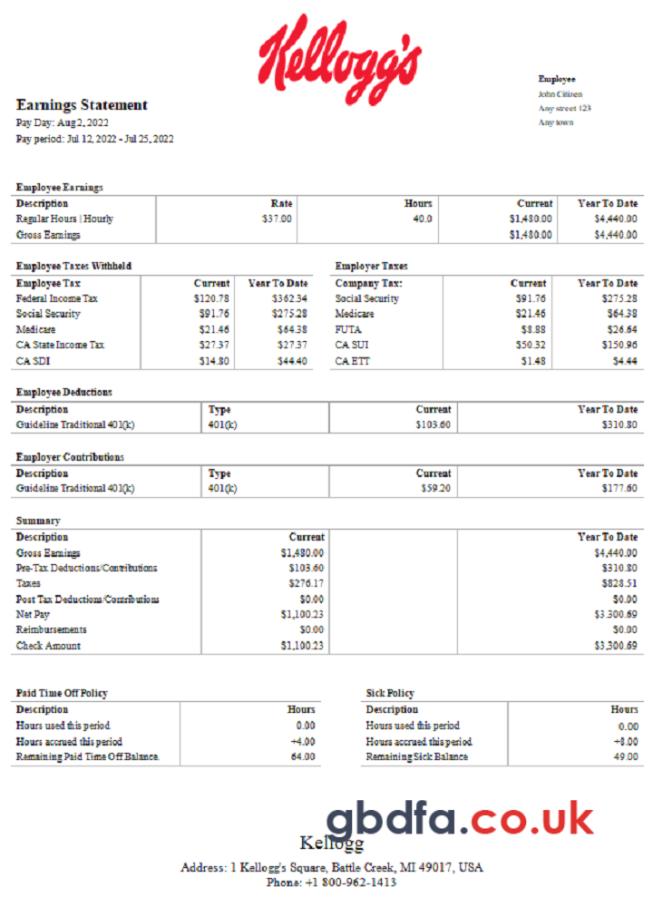 Kellogg's
Employee
John Citizen
Any street 123
Any town
Earnings Statement
Pay Day: Aug 2, 2022
Pay period: Jul 12, 2022 - Jul 25, 2022
Employee Earnings
Description Rate Hours Current Year To Date
Regular Hours | Hourly $37.00 40.0 $1,480.00 $4,440.00
Gross Earnings $1,480.00 $4,440.00
Employee Taxes Withheld Employer Taxes
Employee Tax Current Year To Date Company Tax: Current Year To Date
Federal Income Tax $120.78 $362.34 Social Security $91.76 $275.28
Social Security $91.76 $275.28 Medicare $21.46 $64.38
Medicare $21.46 $64.38 FUTA $8.88 $26.64
CA State Income Tax $27.37 $27.37 CA SUI $50.32 $150.96
CA SDI $14.80 $44.40 CA ETT $1.48 $4.44
Employee Deductions
Description Type Current Year To Date
Guideline Traditional 401(k) 401(k) $103.60 $310.80
Employer Contributions
Description Type Current Year To Date
Guideline Traditional 401(k) 401(k) $59.20 $177.60
Summary
Description Current Year To Date
Gross Earnings $1,480.00 $4,440.00
Pre-Tax Deductions/Contributions $103.60 $310.80
Taxes $276.17 $828.51
Post Tax Deductions/Contributions $0.00 $0.00
Net Pay $1,100.23 $3,300.69
Reimbursements $0.00 $0.00
Check Amount $1,100.23 $3,300.69
Paid Time Off Policy Sick Policy
Description Hours Description Hours
Hours used this period 0.00 Hours used this period 0.00
Hours accrued this period +4.00 Hours accrued this period +8.00
Remaining Paid Time Off Balance 64.00 Remaining Sick Balance 49.00
gbdfa.co.uk
Kellogg
Address: 1 Kellogg's Square, Battle Creek, MI 49017, USA
Phone: +1 800-962-1413